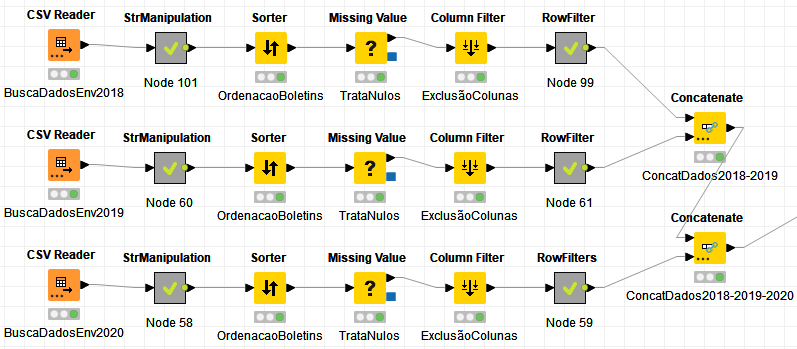 CSV Reader StrManipulation Sorter Missing Value Column Filter RowFilter
?
BuscaDadosEnv2018 Node 101 OrdenacaoBoletins TrataNulos ExclusãoColunas Node 99
Concatenate
ConcatDados2018-2019
CSV Reader StrManipulation Sorter Missing Value Column Filter RowFilter
?
BuscaDadosEnv2019 Node 60 OrdenacaoBoletins TrataNulos ExclusãoColunas Node 61
Concatenate
ConcatDados2018-2019-2020
CSV Reader StrManipulation Sorter Missing Value Column Filter RowFilters
?
BuscaDadosEnv2020 Node 58 OrdenacaoBoletins TrataNulos ExclusãoColunas Node 59